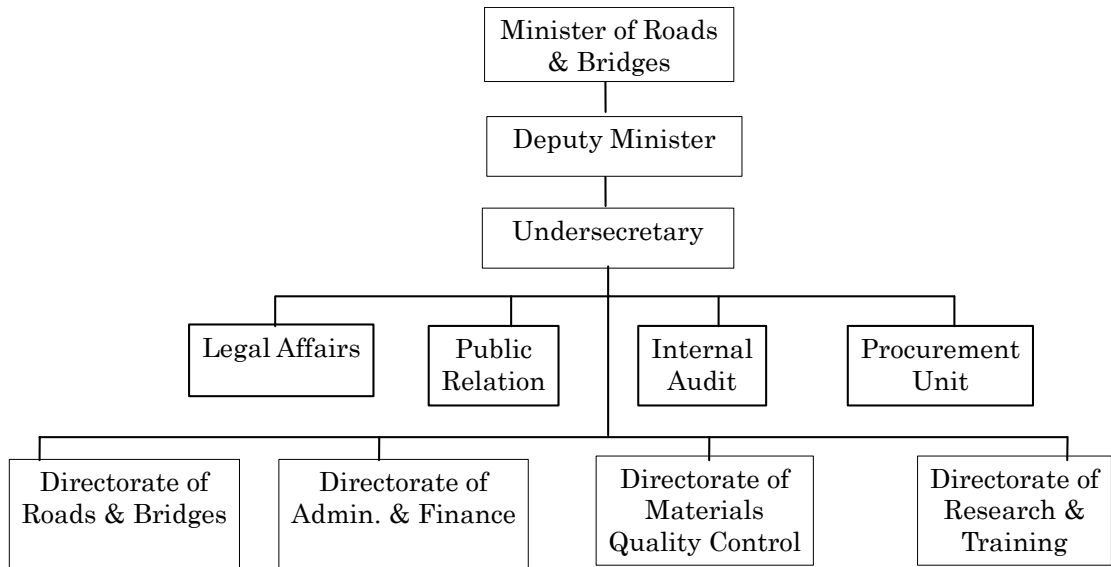 Minister of Roads
& Bridges
Deputy Minister
Undersecretary
Legal Affairs
Public
Relation
Internal
Audit
Procurement
Unit
Directorate of
Roads & Bridges
Directorate of
Admin. & Finance
Directorate of
Materials
Quality Control
Directorate of
Research &
Training